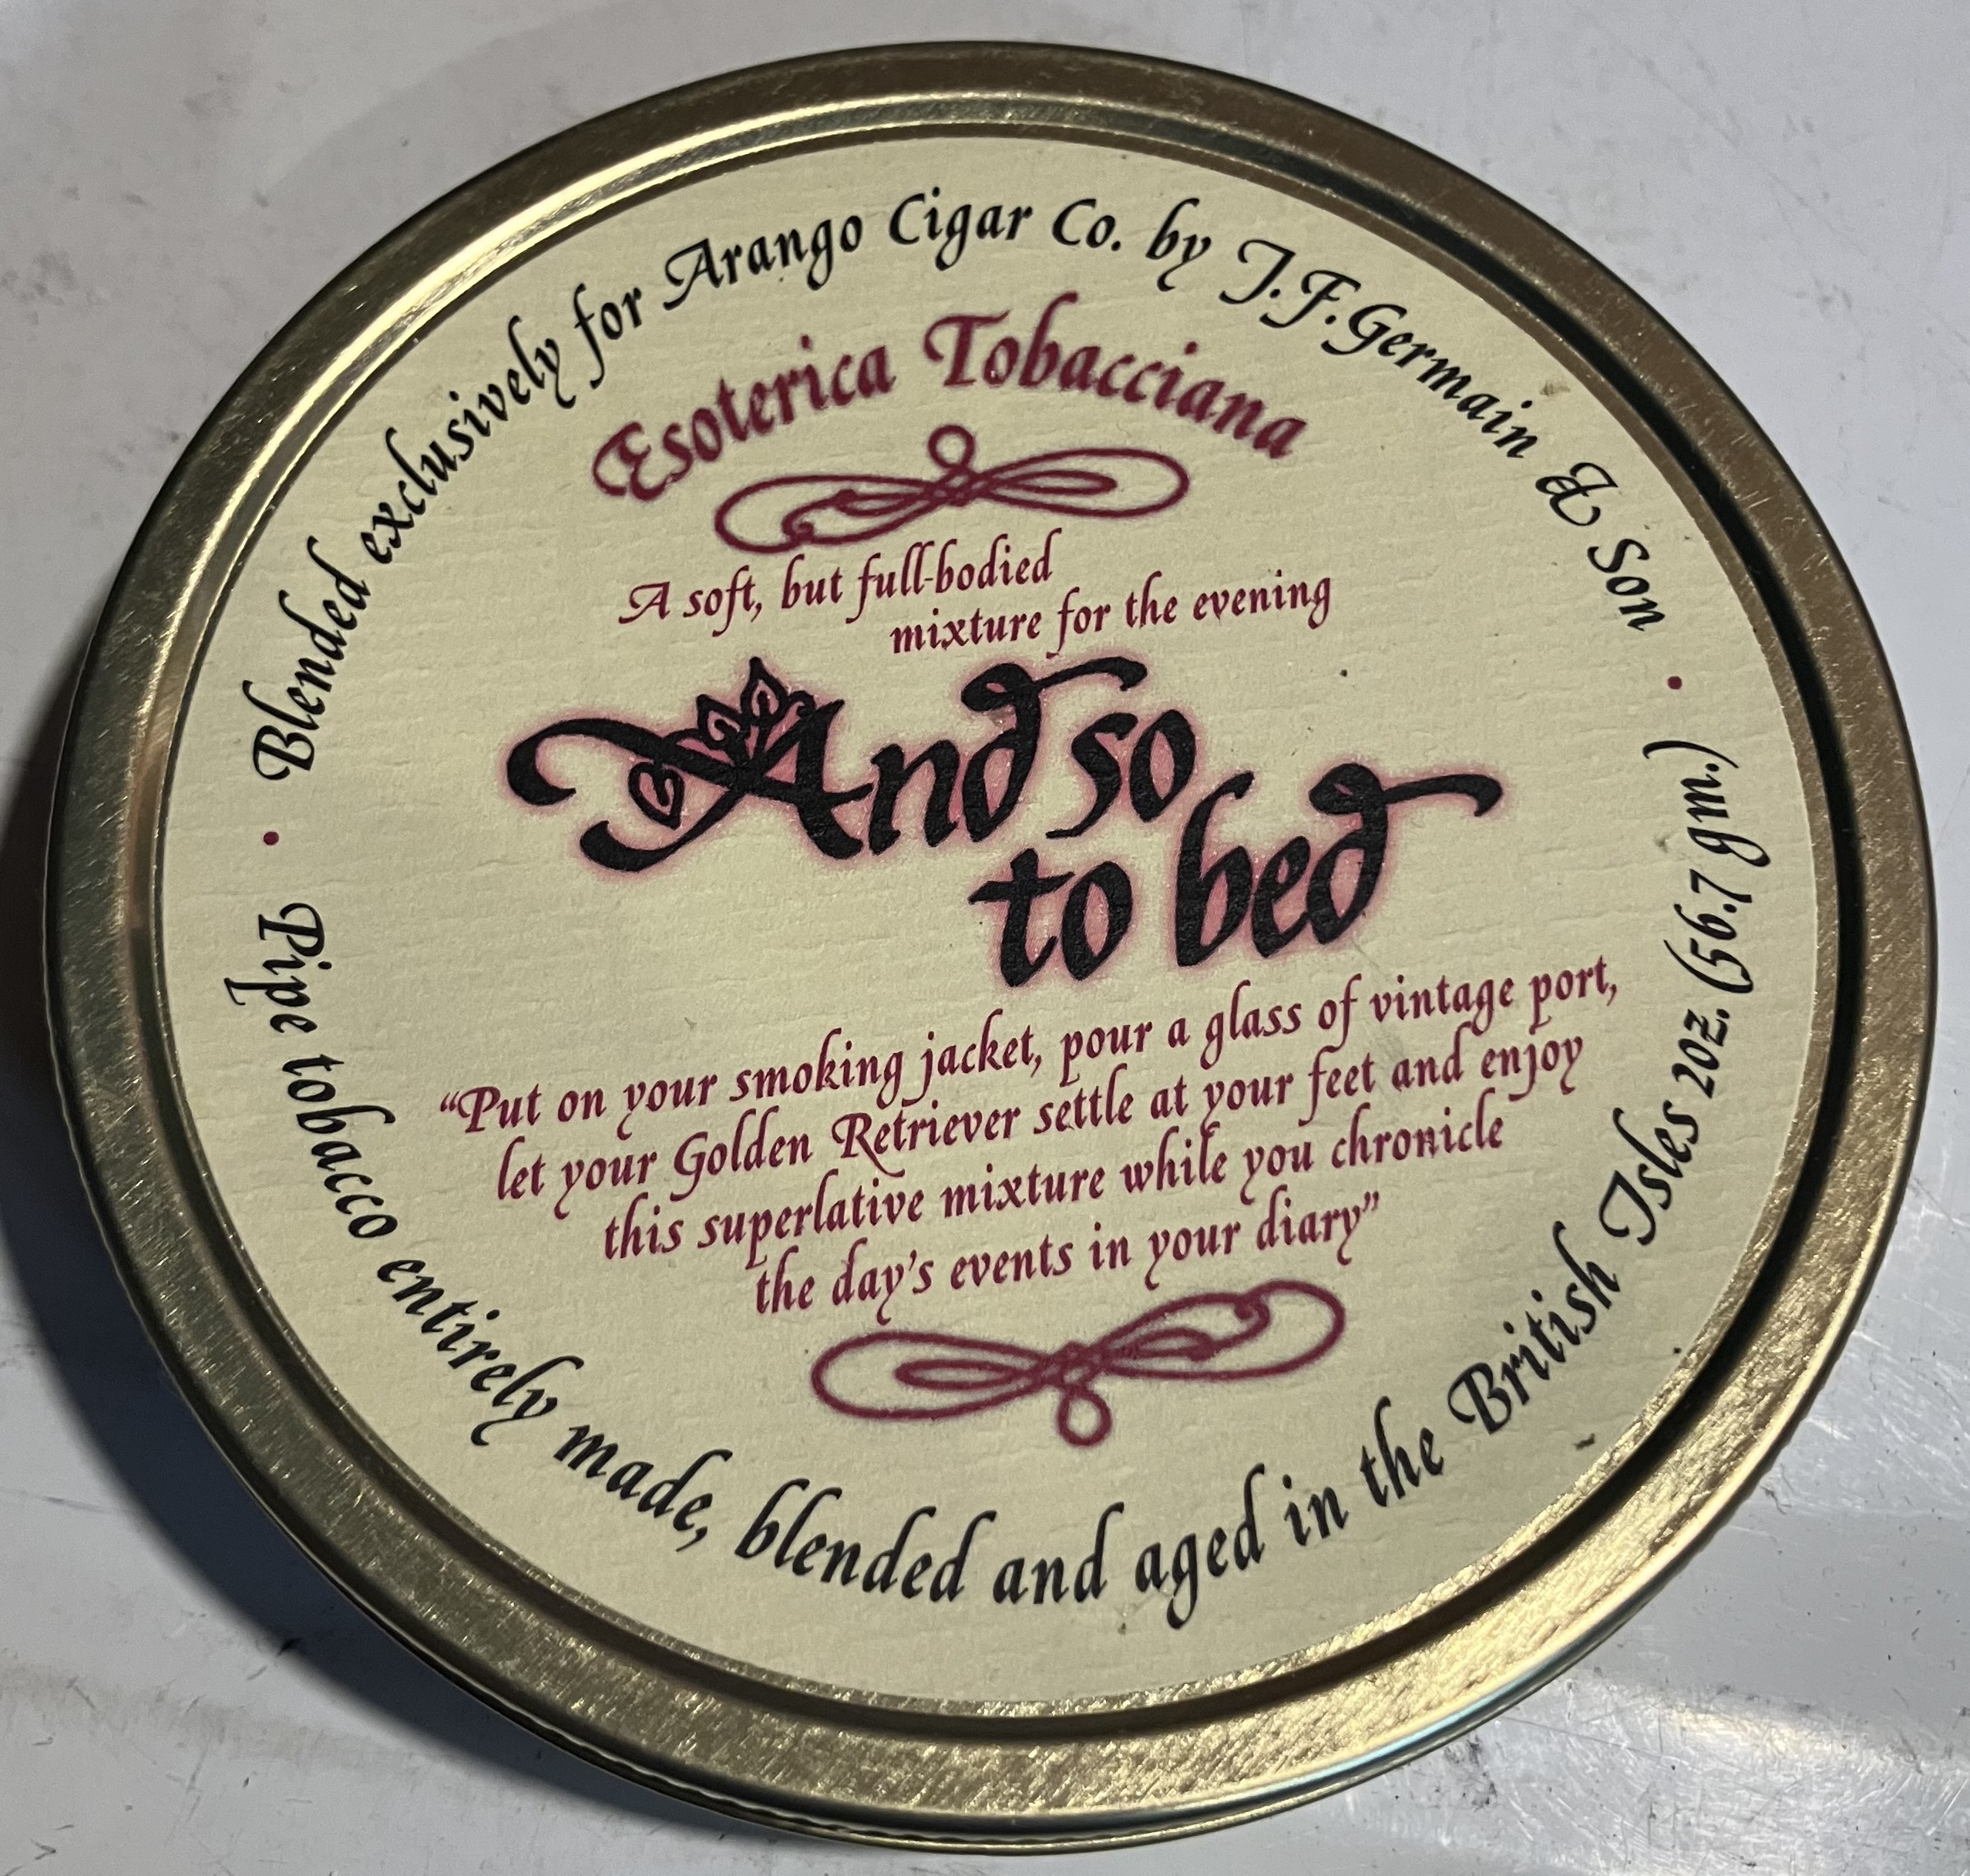 Blended exclusively for Arango Cigar Co. by J.F.Germain & Son
Esoterica Tobacciana
A soft, but full-bodied
mixture for the evening
And so
to bed
“Put on your smoking jacket, pour a glass of vintage port,
let your Golden Retriever settle at your feet and enjoy
this superlative mixture while you chronicle
the day's events in your diary”
Pipe tobacco entirely made, blended and aged in the British Isles 2oz. (56.7 gm.)